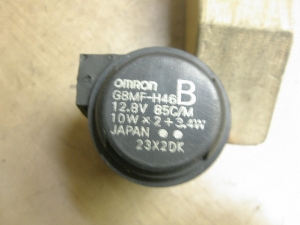 OMRON
G8MF-H46 B
12.8V 85C/M
10W × 2 + 3.4W
JAPAN
23X2DK